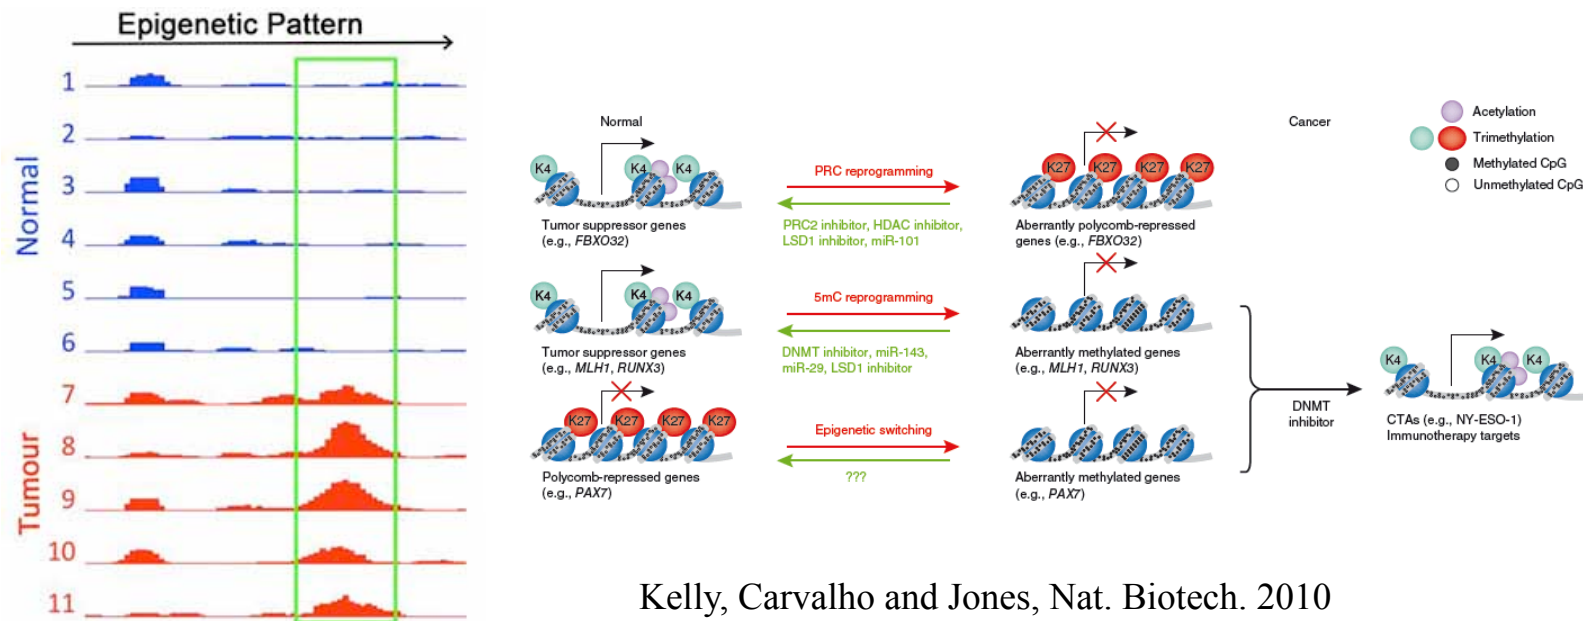 Epigenetic Pattern
Normal
1
2
3
4
5
6
Tumour
7
8
9
10
11
Normal
Cancer
Acetylation
Trimethylation
Methylated CpG
Unmethylated CpG
K4
K4
K4
Tumor suppressor genes
(e.g., FBXO32)
PRC reprogramming
PRC2 inhibitor, HDAC inhibitor,
LSD1 inhibitor, miR-101
K27
K27
K27
K27
Aberrantly polycomb-repressed
genes (e.g., FBXO32)
K4
K4
K4
Tumor suppressor genes
(e.g., MLH1, RUNX3)
5mC reprogramming
DNMT inhibitor, miR-143,
miR-29, LSD1 inhibitor
Aberrantly methylated genes
(e.g., MLH1, RUNX3)
K27
K27
K27
K27
Polycomb-repressed genes
(e.g., PAX7)
Epigenetic switching
???
Aberrantly methylated genes
(e.g., PAX7)
DNMT
inhibitor
K4
K4
K4
CTAs (e.g., NY-ESO-1)
Immunotherapy targets
Kelly, Carvalho and Jones, Nat. Biotech. 2010